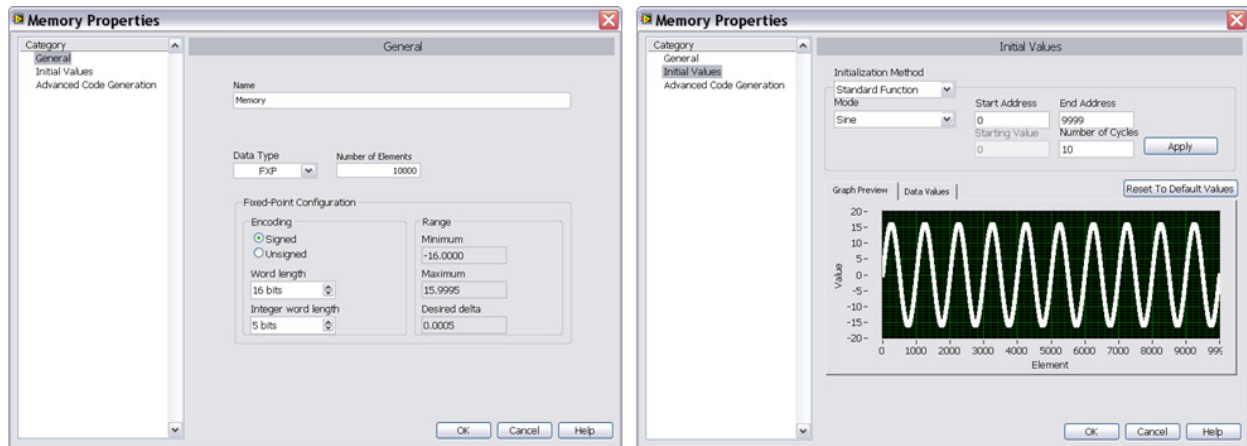 Memory Properties
Category
General
Initial Values
Advanced Code Generation
General
Name
Memory
Data Type
Number of Elements
FXP
10000
Fixed-Point Configuration
Encoding
Signed
Unsigned
Word length
16 bits
Integer word length
5 bits
Range
Minimum
-16.0000
Maximum
15.9995
Desired delta
0.0005
OK
Cancel
Help
Memory Properties
Category
General
Initial Values
Advanced Code Generation
Initial Values
Initialization Method
Standard Function
Mode
Sine
Start Address
End Address
0
9999
Starting Value
Number of Cycles
0
10
Apply
Graph Preview
Data Values
Reset To Default Values
Value
20
15
10
5
0
-5
-10
-15
-20
0 1000 2000 3000 4000 5000 6000 7000 8000 9000 999
Element
OK
Cancel
Help